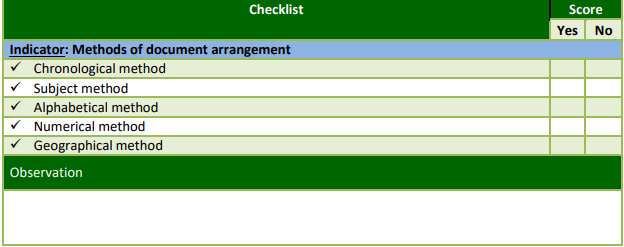 Checklist Score
Yes No
Indicator: Methods of document arrangement
✓ Chronological method
✓ Subject method
✓ Alphabetical method
✓ Numerical method
✓ Geographical method
Observation